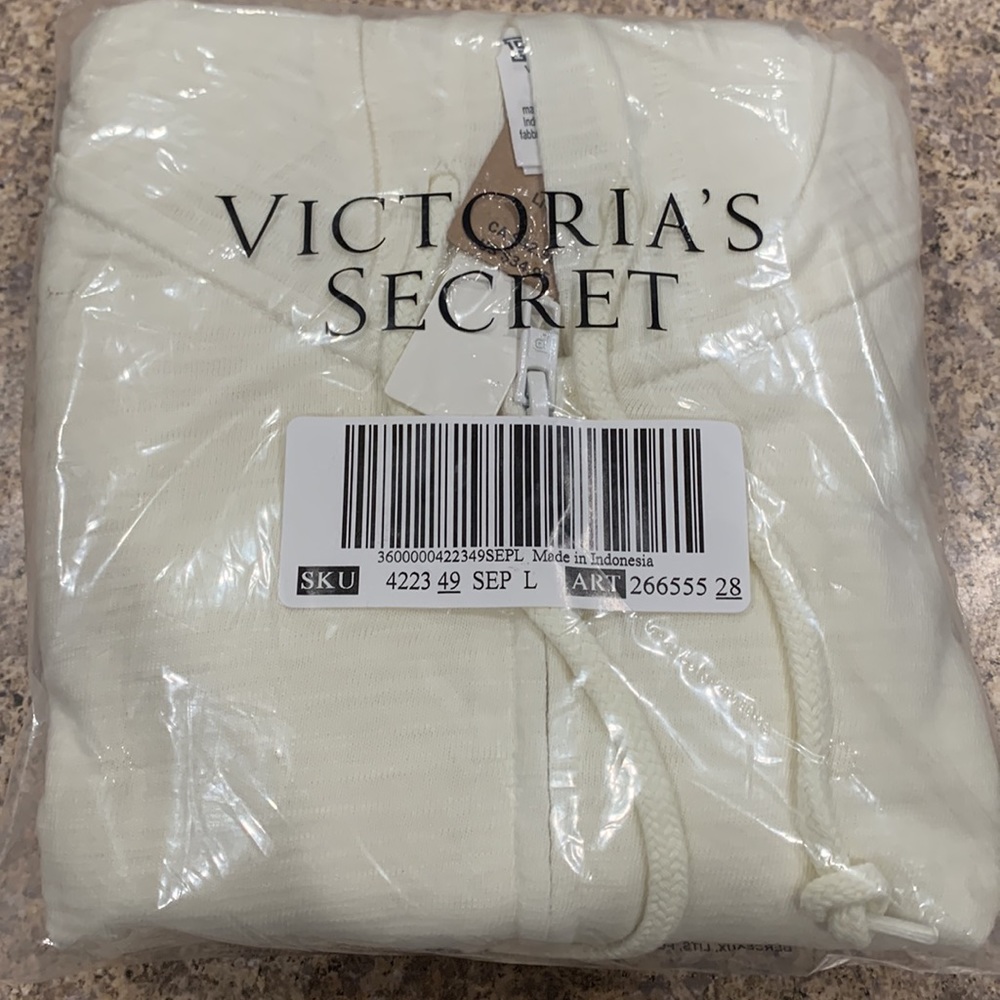 VICTORIA'S
SECRET
3600000422349SEPL Made in Indonesia
SKU 4223 49 SEP L ART 266555 28